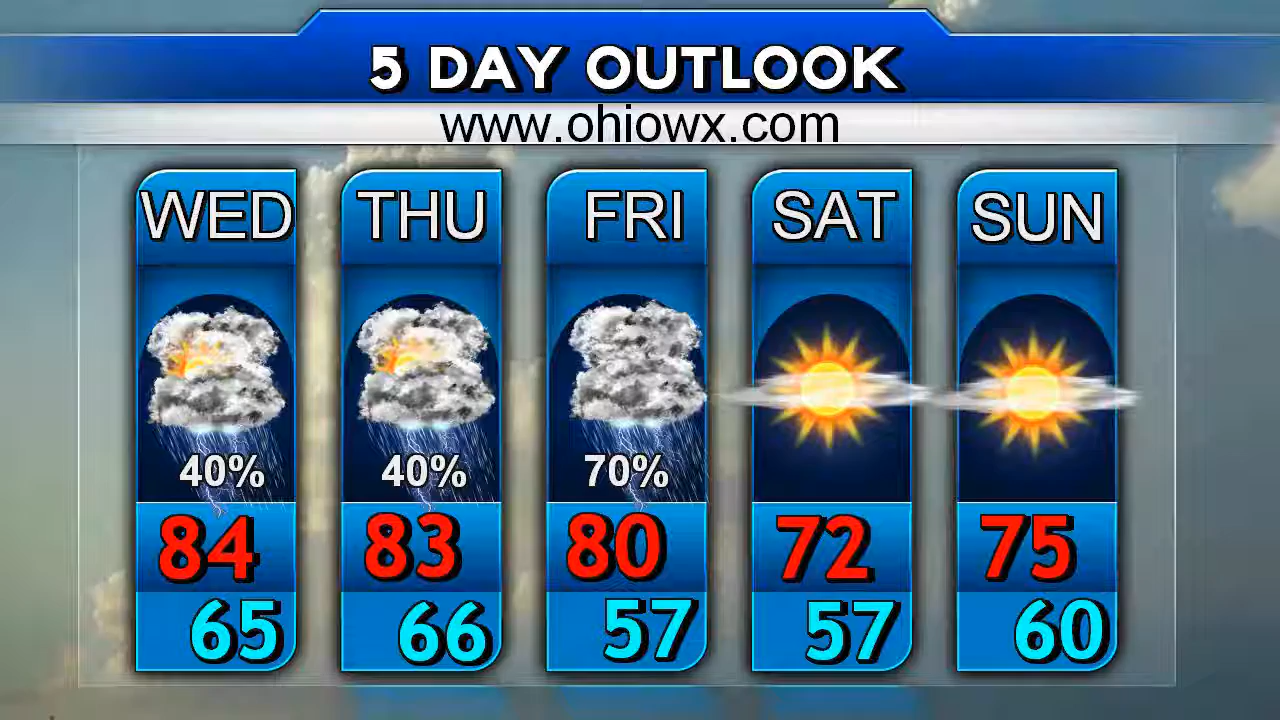 5 DAY OUTLOOK
www.ohiowx.com
WED THU FRI SAT SUN
40% 40% 70%
84 83 80 72 75
65 66 57 57 60